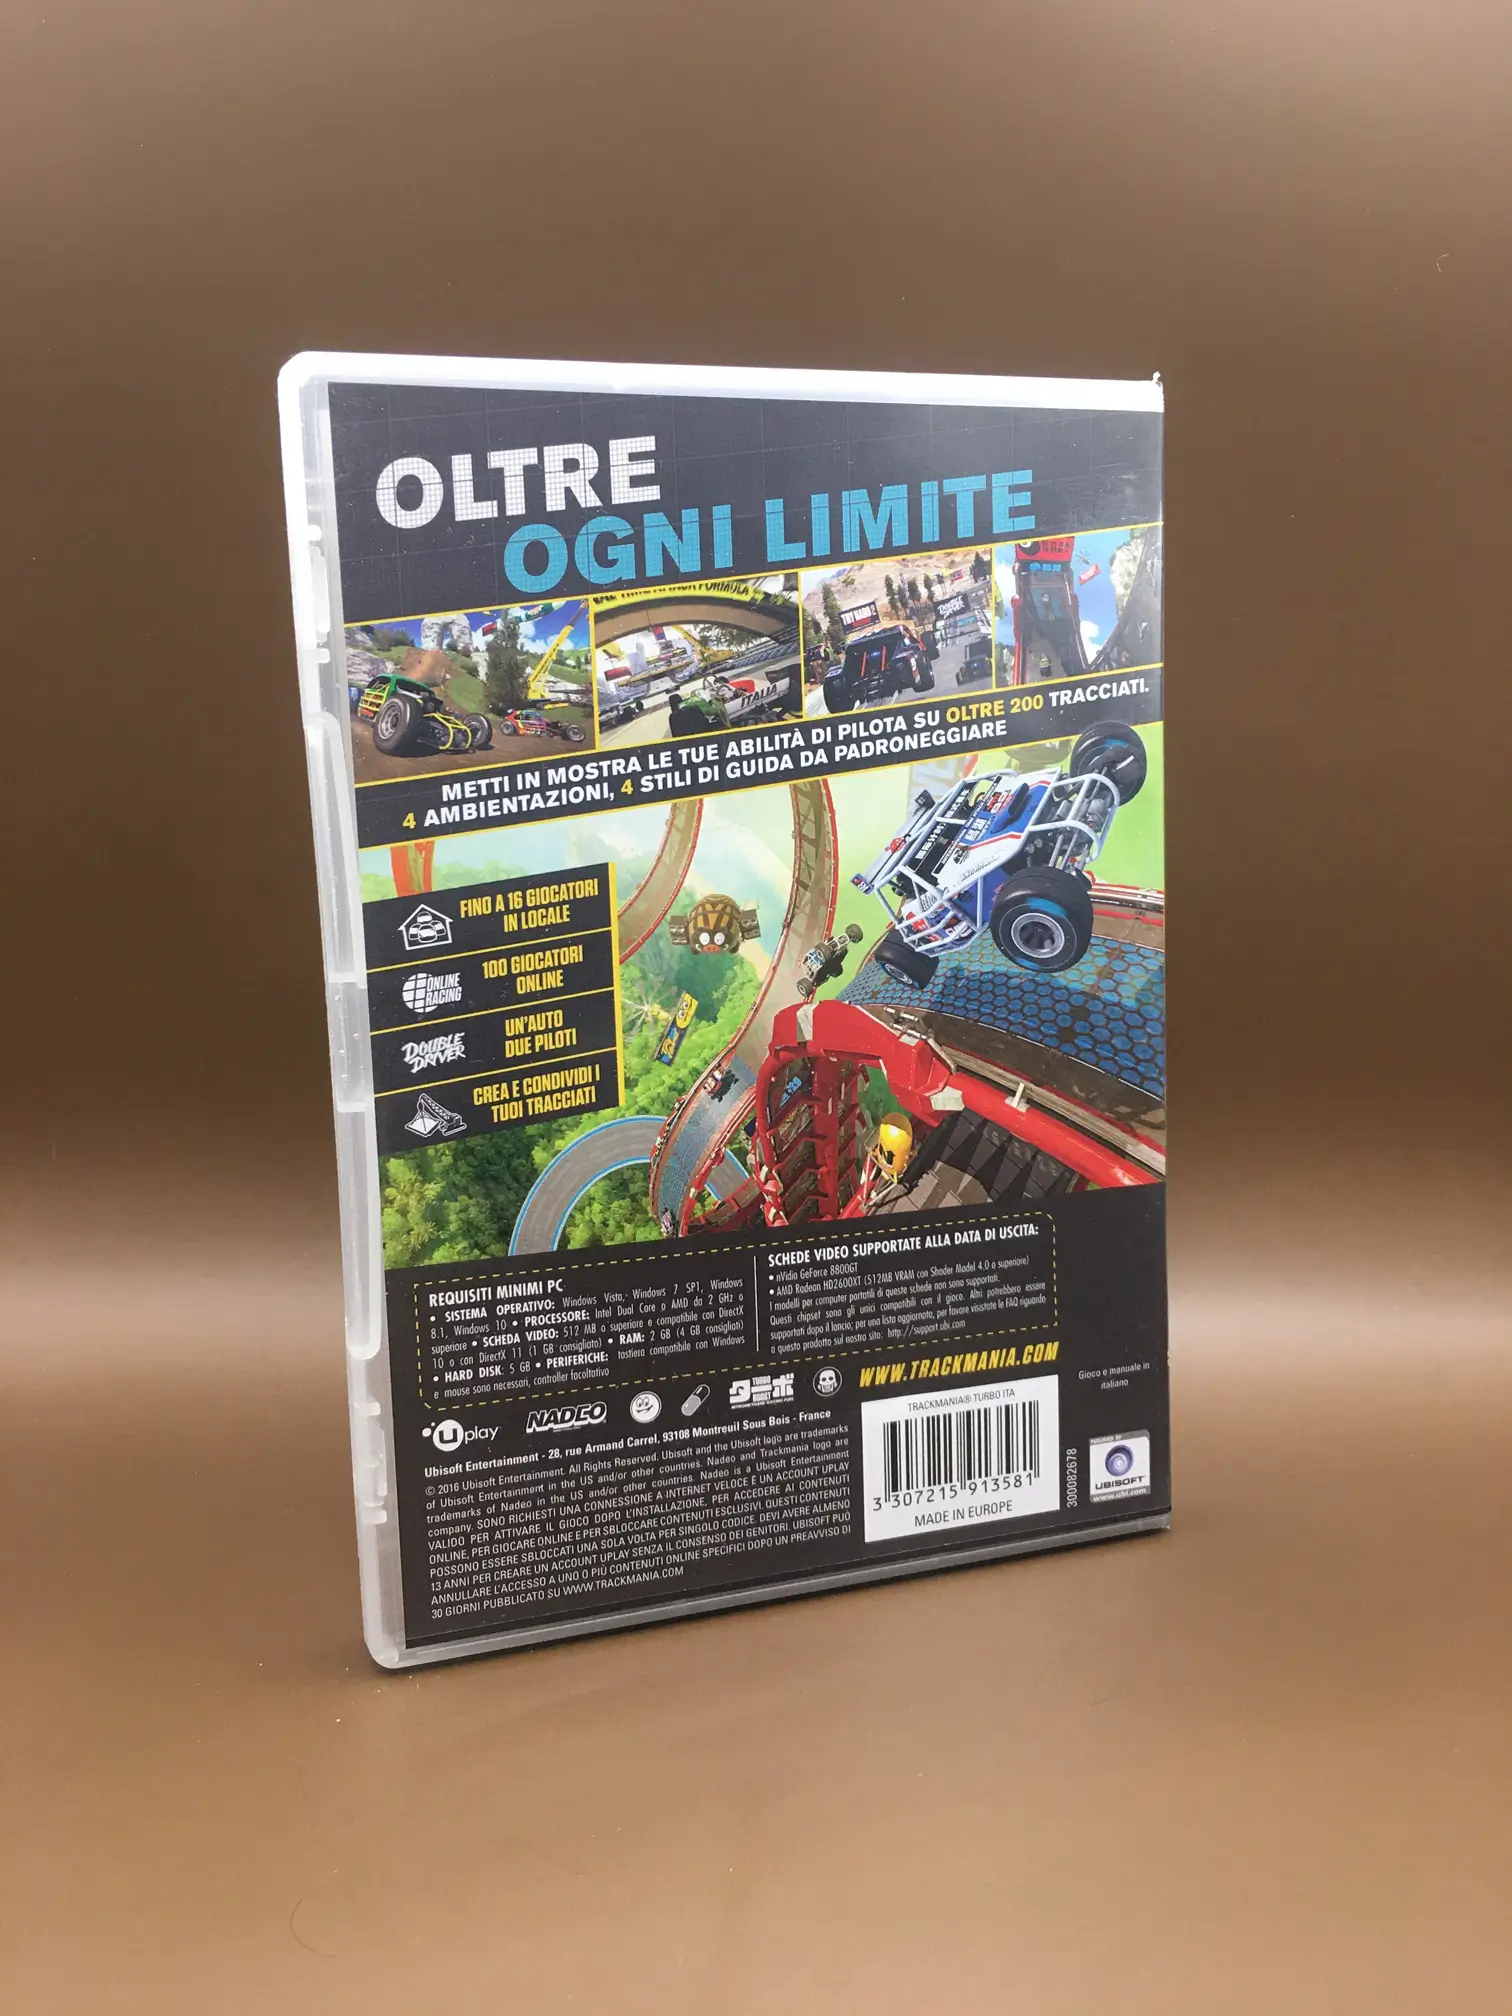 OLTRE
OGNI LIMITE
ITALIA
TRY HARD 2
DOUBLE
DRIVER
METTI IN MOSTRA LE TUE ABILITÀ DI PILOTA SU OLTRE 200 TRACCIATI.
4 AMBIENTAZIONI, 4 STILI DI GUIDA DA PADRONEGGIARE
FINO A 16 GIOCATORI
IN LOCALE
ONLINE
RACING
100 GIOCATORI
ONLINE
DOUBLE
DRIVER
UN'AUTO
DUE PILOTI
CREA E CONDIVIDI I
TUOI TRACCIATI
REQUISITI MINIMI PC
• SISTEMA OPERATIVO: Windows Vista,- Windows 7 SP1, Windows
8.1, Windows 10 • PROCESSORE: Intel Dual Core o AMD da 2 GHz o
superiore • SCHEDA VIDEO: 512 MB o superiore e compatibile con DirectX
10 o con DirectX 11 (1 GB consigliato) • RAM: 2 GB (4 GB consigliati)
• HARD DISK: 5 GB • PERIFERICHE: tastiera compatibile con Windows
e mouse sono necessari, controller facoltativo
SCHEDE VIDEO SUPPORTATE ALLA DATA DI USCITA:
• nVidia GeForce 8800GT
• AMD Radeon HD2600XT (512MB VRAM con Shader Model 4.0 o superiore)
I modelli per computer portatili di queste schede non sono supportati.
Questi chipset sono gli unici compatibili con il gioco. Altri potrebbero essere
supportati dopo il lancio; per una lista aggiornata, per favore visistate le FAQ riguardo
a questo prodotto sul nostro sito: http://support.ubi.com
WWW.TRACKMANIA.COM
Gioco e manuale in
italiano
uplay
NADEO
TURBO
BOOST
Ubisoft Entertainment - 28, rue Armand Carrel, 93108 Montreuil Sous Bois - France
© 2016 Ubisoft Entertainment. All Rights Reserved. Ubisoft and the Ubisoft logo are trademarks
of Ubisoft Entertainment in the US and/or other countries. Nadeo and Trackmania logo are
trademarks of Nadeo in the US and/or other countries. Nadeo is a Ubisoft Entertainment
company. SONO RICHIESTI UNA CONNESSIONE A INTERNET VELOCE E UN ACCOUNT UPLAY
VALIDO PER ATTIVARE IL GIOCO DOPO L'INSTALLAZIONE, PER ACCEDERE AI CONTENUTI
ONLINE, PER GIOCARE ONLINE E PER SBLOCCARE CONTENUTI ESCLUSIVI. QUESTI CONTENUTI
POSSONO ESSERE SBLOCCATI UNA SOLA VOLTA PER SINGOLO CODICE. DEVI AVERE ALMENO
13 ANNI PER CREARE UN ACCOUNT UPLAY SENZA IL CONSENSO DEI GENITORI. UBISOFT PUÒ
ANNULLARE L'ACCESSO A UNO O PIÙ CONTENUTI ONLINE SPECIFICI DOPO UN PREAVVISO DI
30 GIORNI PUBBLICATO SU WWW.TRACKMANIA.COM
TRACKMANIA® TURBO ITA
3 307215 913581
MADE IN EUROPE
300082678
POWERED BY
UBISOFT
www.ubi.com